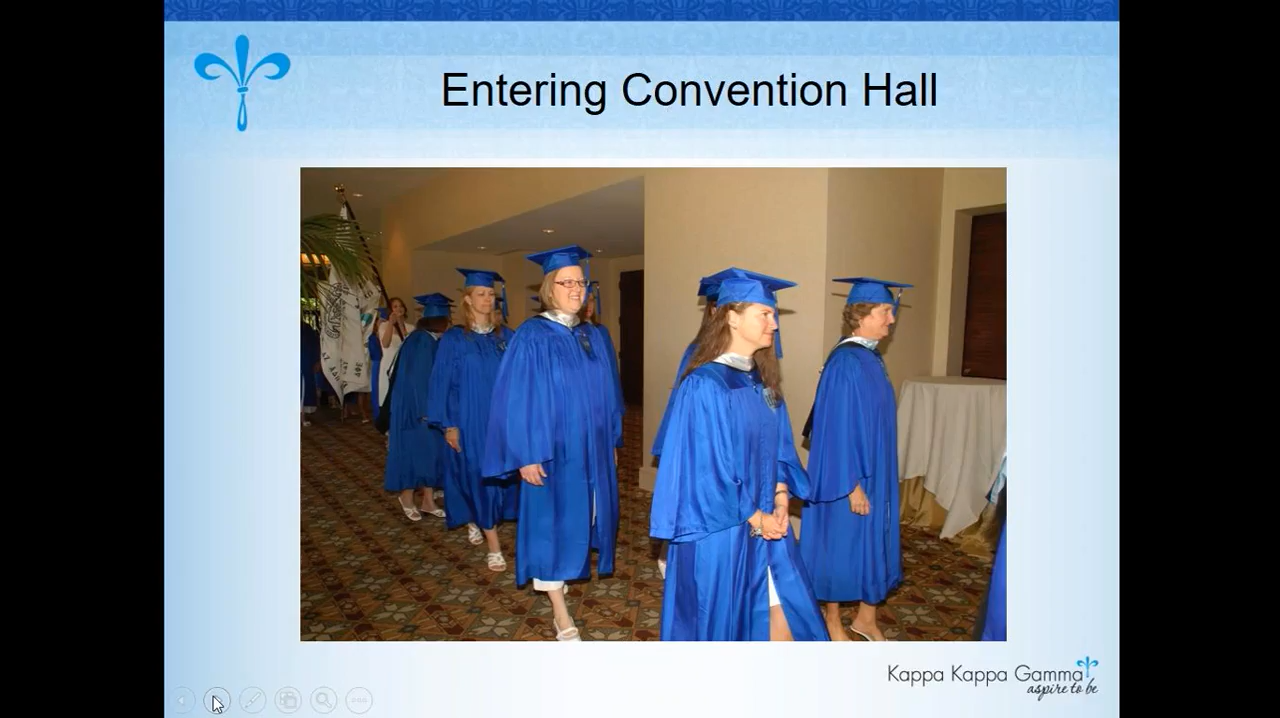 Entering Convention Hall
Kappa Kappa Gamma
aspire to be